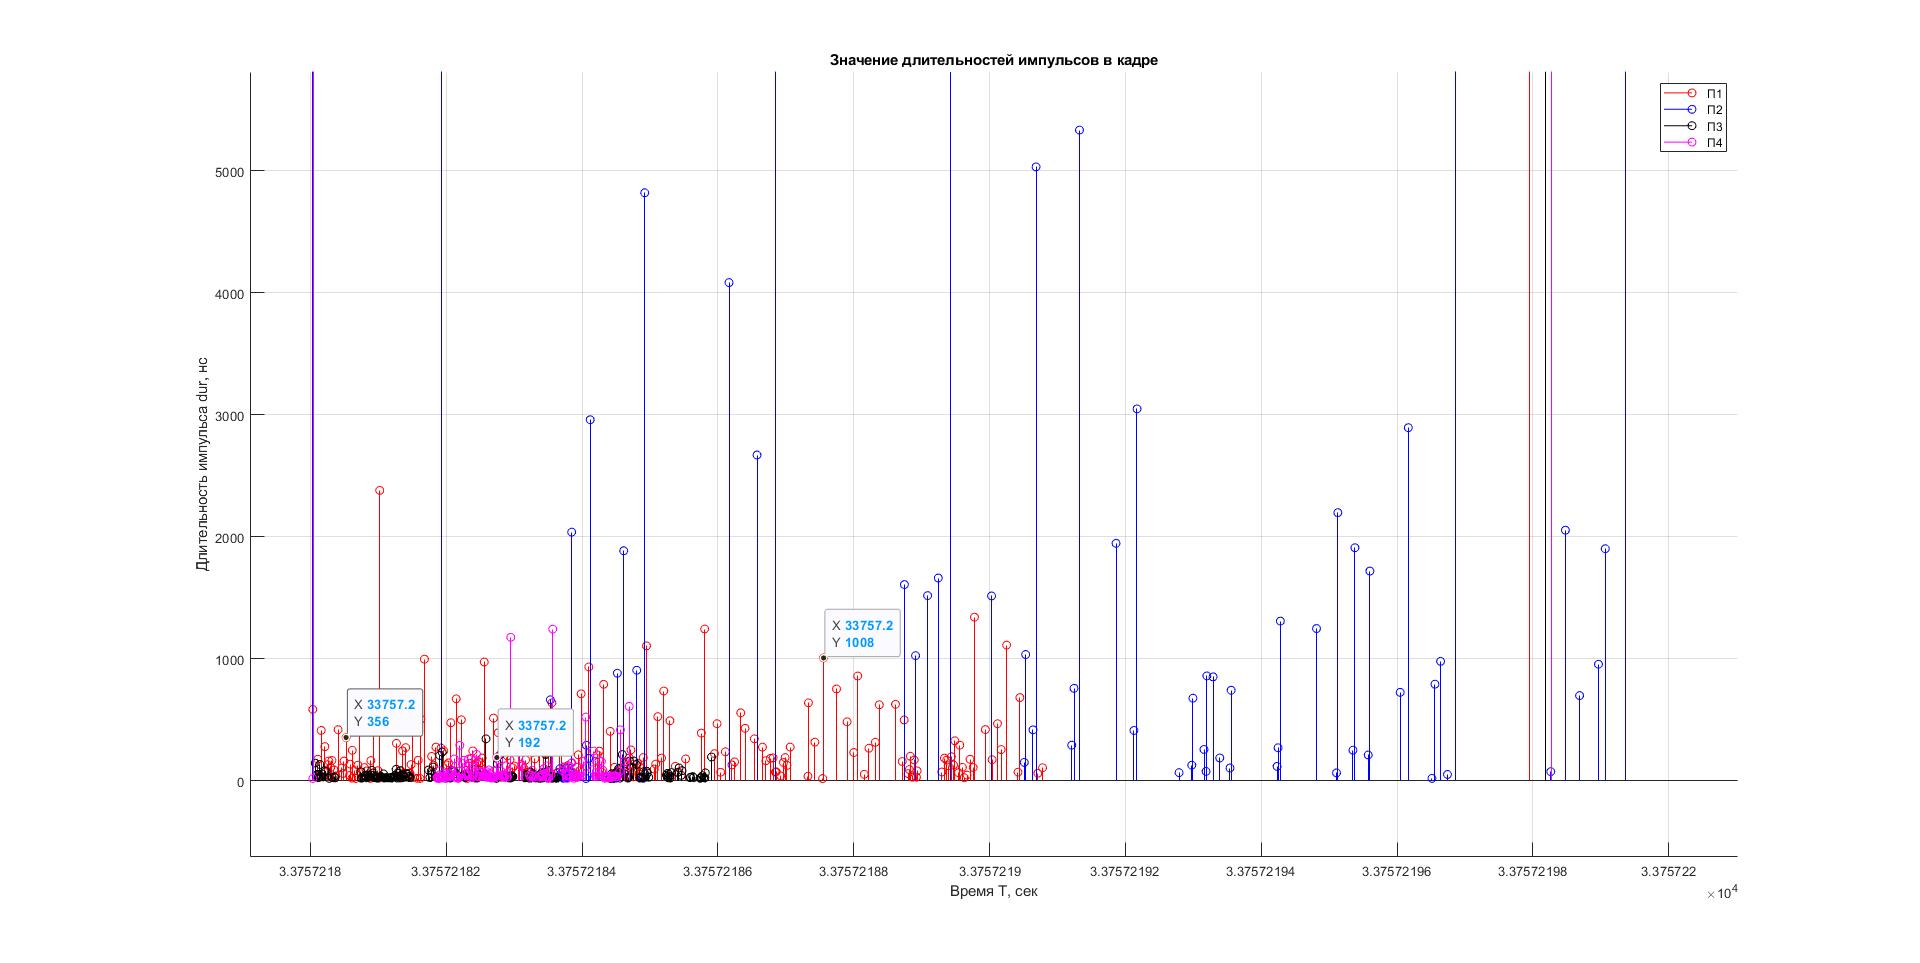 Значение длительностей импульсов в кадре
П1
П2
П3
П4
Длительность импульса dur, нс
5000
4000
3000
2000
1000
0
X 33757.2
Y 356
X 33757.2
Y 192
X 33757.2
Y 1008
3.3757218 3.37572182 3.37572184 3.37572186 3.37572188 3.3757219 3.37572192 3.37572194 3.37572196 3.37572198 3.375722
Время T, сек
×10⁴